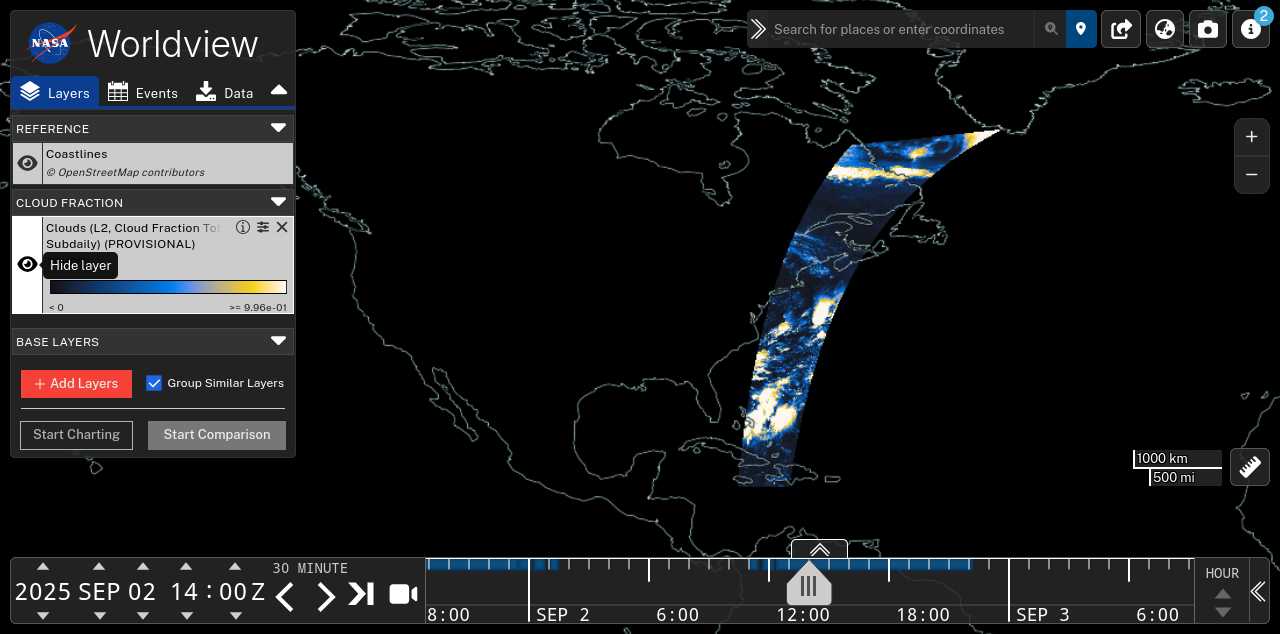 NASA Worldview
Search for places or enter coordinates
2
Layers
Events
Data
REFERENCE
Coastlines
© OpenStreetMap contributors
CLOUD FRACTION
Clouds (L2, Cloud Fraction Tot
Subdaily) (PROVISIONAL)
Hide layer
< 0
>= 9.96e-01
BASE LAYERS
+ Add Layers
Group Similar Layers
Start Charting
Start Comparison
+
−
1000 km
500 mi
2025 SEP 02 14 : 00 Z
30 MINUTE
8:00
SEP 2
6:00
12:00
18:00
SEP 3
6:00
HOUR